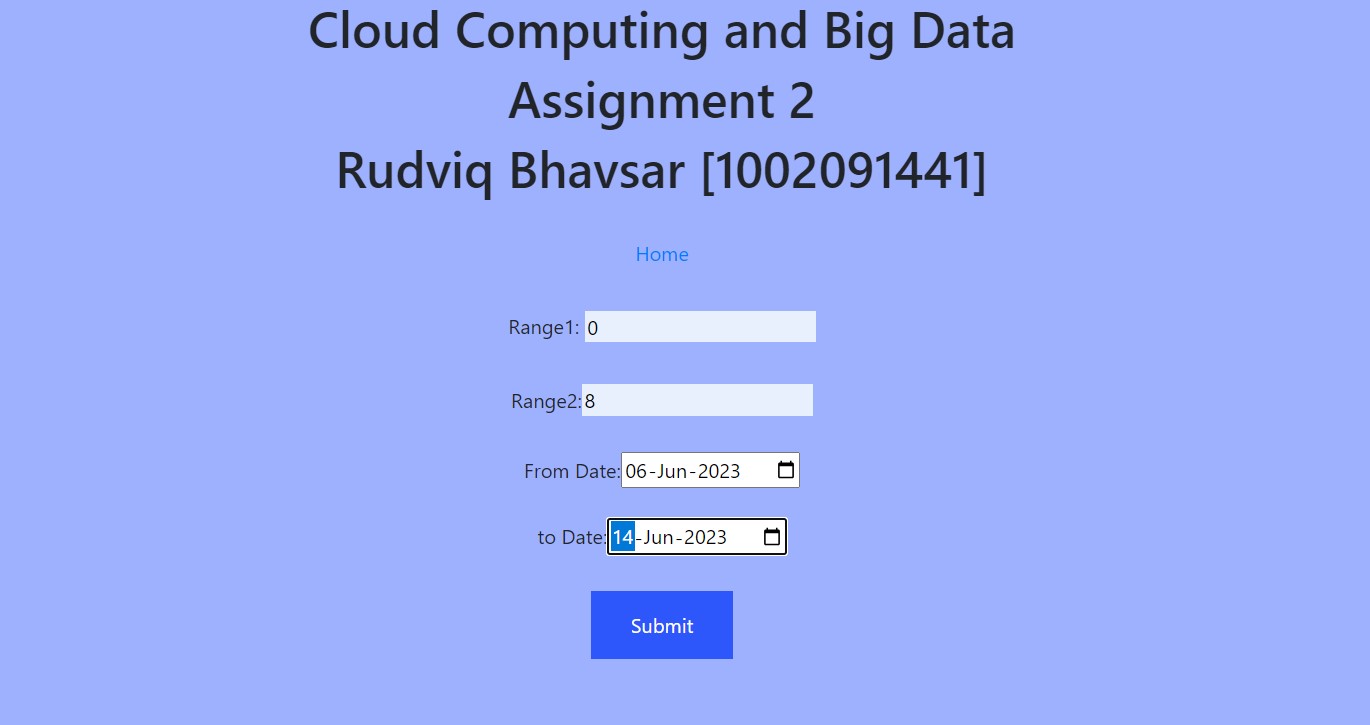 Cloud Computing and Big Data
Assignment 2
Rudviq Bhavsar [1002091441]
Home
Range1: 0
Range2: 8
From Date: 06-Jun-2023
to Date: 14-Jun-2023
Submit